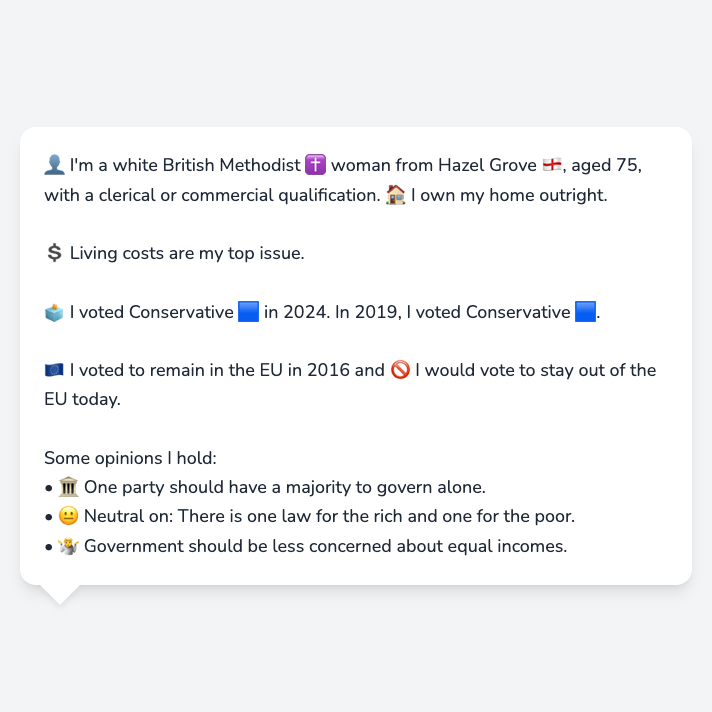 👤 I'm a white British Methodist ✝️ woman from Hazel Grove 🏴󠁧󠁢󠁥󠁮󠁧󠁿, aged 75,
with a clerical or commercial qualification. 🏠 I own my home outright.
💲 Living costs are my top issue.
🗳️ I voted Conservative 🟦 in 2024. In 2019, I voted Conservative 🟦.
🇪🇺 I voted to remain in the EU in 2016 and 🚫 I would vote to stay out of the
EU today.
Some opinions I hold:
• 🏛️ One party should have a majority to govern alone.
• 😐 Neutral on: There is one law for the rich and one for the poor.
• 🤷 Government should be less concerned about equal incomes.